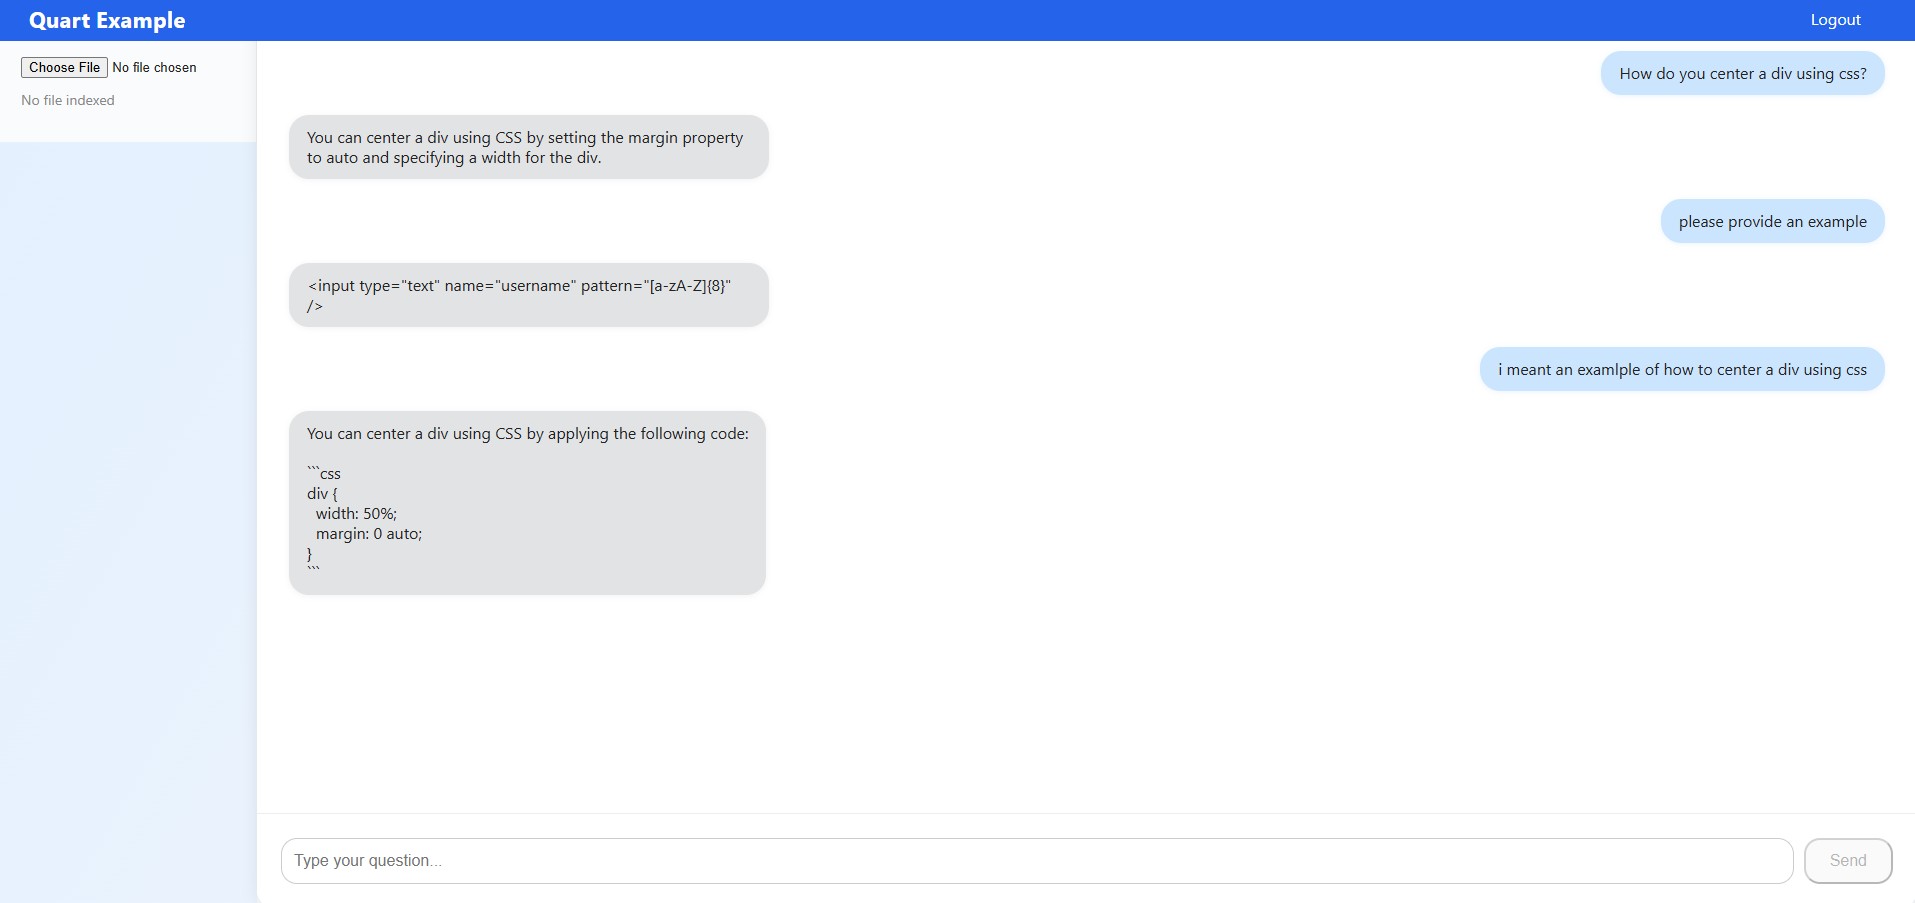 Quart Example
Logout
Choose File No file chosen
No file indexed
How do you center a div using css?
You can center a div using CSS by setting the margin property
to auto and specifying a width for the div.
please provide an example
<input type="text" name="username" pattern="[a-zA-Z]{8}"
/>
i meant an examlple of how to center a div using css
You can center a div using CSS by applying the following code:
```css
div {
  width: 50%;
  margin: 0 auto;
}
```
Type your question...
Send